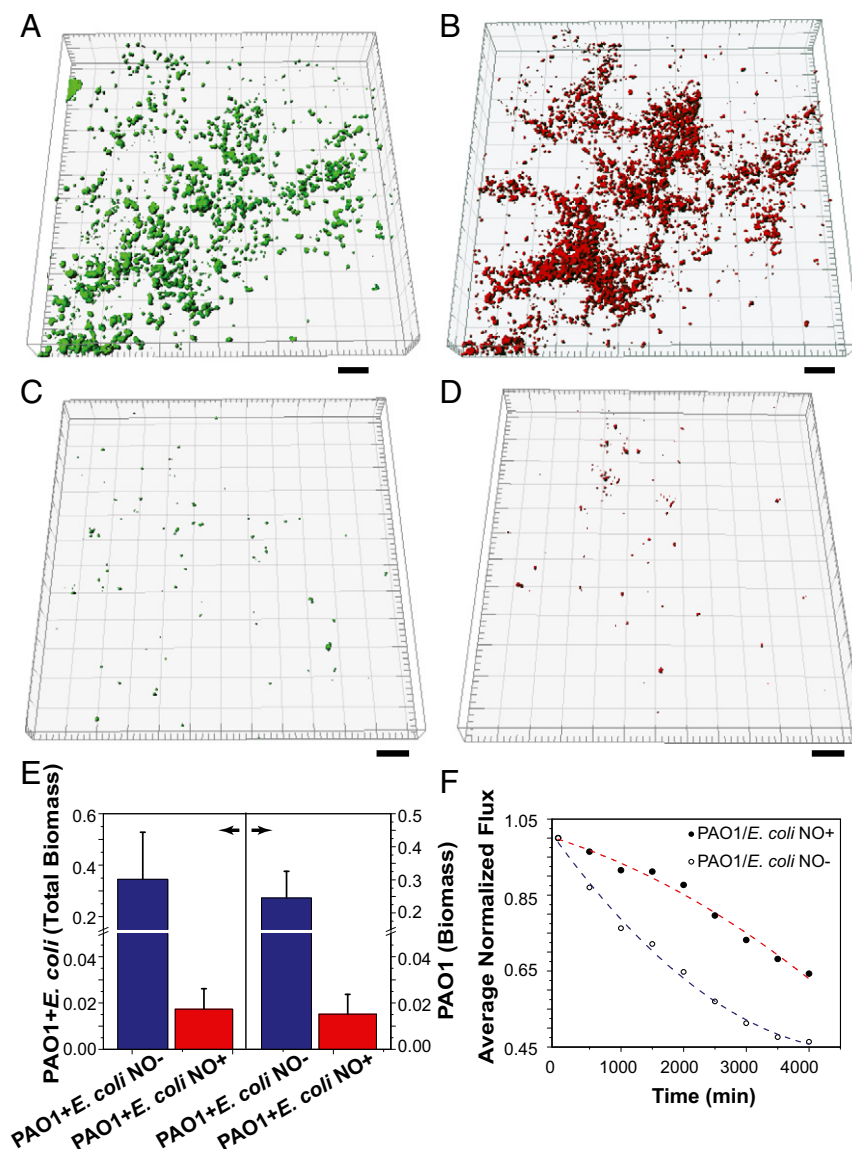 A
B
C
D
E
PAO1+E. coli (Total Biomass)
0.6
0.4
0.2
0.04
0.02
0.00
0.5
0.4
0.3
0.2
0.04
0.02
0.00
PAO1 (Biomass)
PAO1+E. coli NO-
PAO1+E. coli NO+
PAO1+E. coli NO-
PAO1+E. coli NO+
F
Average Normalized Flux
1.05
0.85
0.65
0.45
PAO1/E. coli NO+
PAO1/E. coli NO-
0 1000 2000 3000 4000
Time (min)